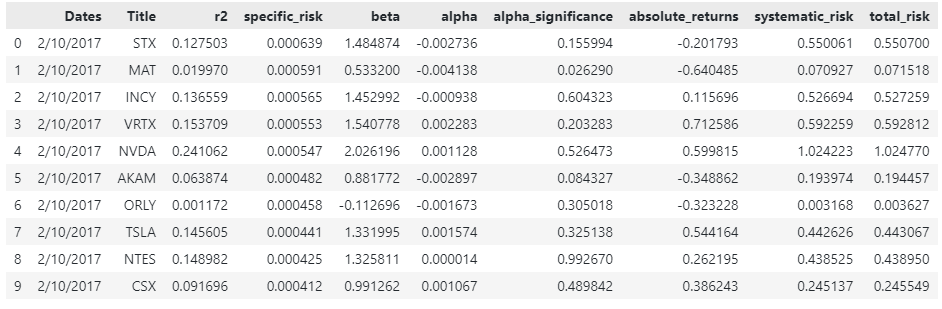 Dates Title r2 specific_risk beta alpha alpha_significance absolute_returns systematic_risk total_risk
0 2/10/2017 STX 0.127503 0.000639 1.484874 -0.002736 0.155994 -0.201793 0.550061 0.550700
1 2/10/2017 MAT 0.019970 0.000591 0.533200 -0.004138 0.026290 -0.640485 0.070927 0.071518
2 2/10/2017 INCY 0.136559 0.000565 1.452992 -0.000938 0.604323 0.115696 0.526694 0.527259
3 2/10/2017 VRTX 0.153709 0.000553 1.540778 0.002283 0.203283 0.712586 0.592259 0.592812
4 2/10/2017 NVDA 0.241062 0.000547 2.026196 0.001128 0.526473 0.599815 1.024223 1.024770
5 2/10/2017 AKAM 0.063874 0.000482 0.881772 -0.002897 0.084327 -0.348862 0.193974 0.194457
6 2/10/2017 ORLY 0.001172 0.000458 -0.112696 -0.001673 0.305018 -0.323228 0.003168 0.003627
7 2/10/2017 TSLA 0.145605 0.000441 1.331995 0.001574 0.325138 0.544164 0.442626 0.443067
8 2/10/2017 NTES 0.148982 0.000425 1.325811 0.000014 0.992670 0.262195 0.438525 0.438950
9 2/10/2017 CSX 0.091696 0.000412 0.991262 0.001067 0.489842 0.386243 0.245137 0.245549